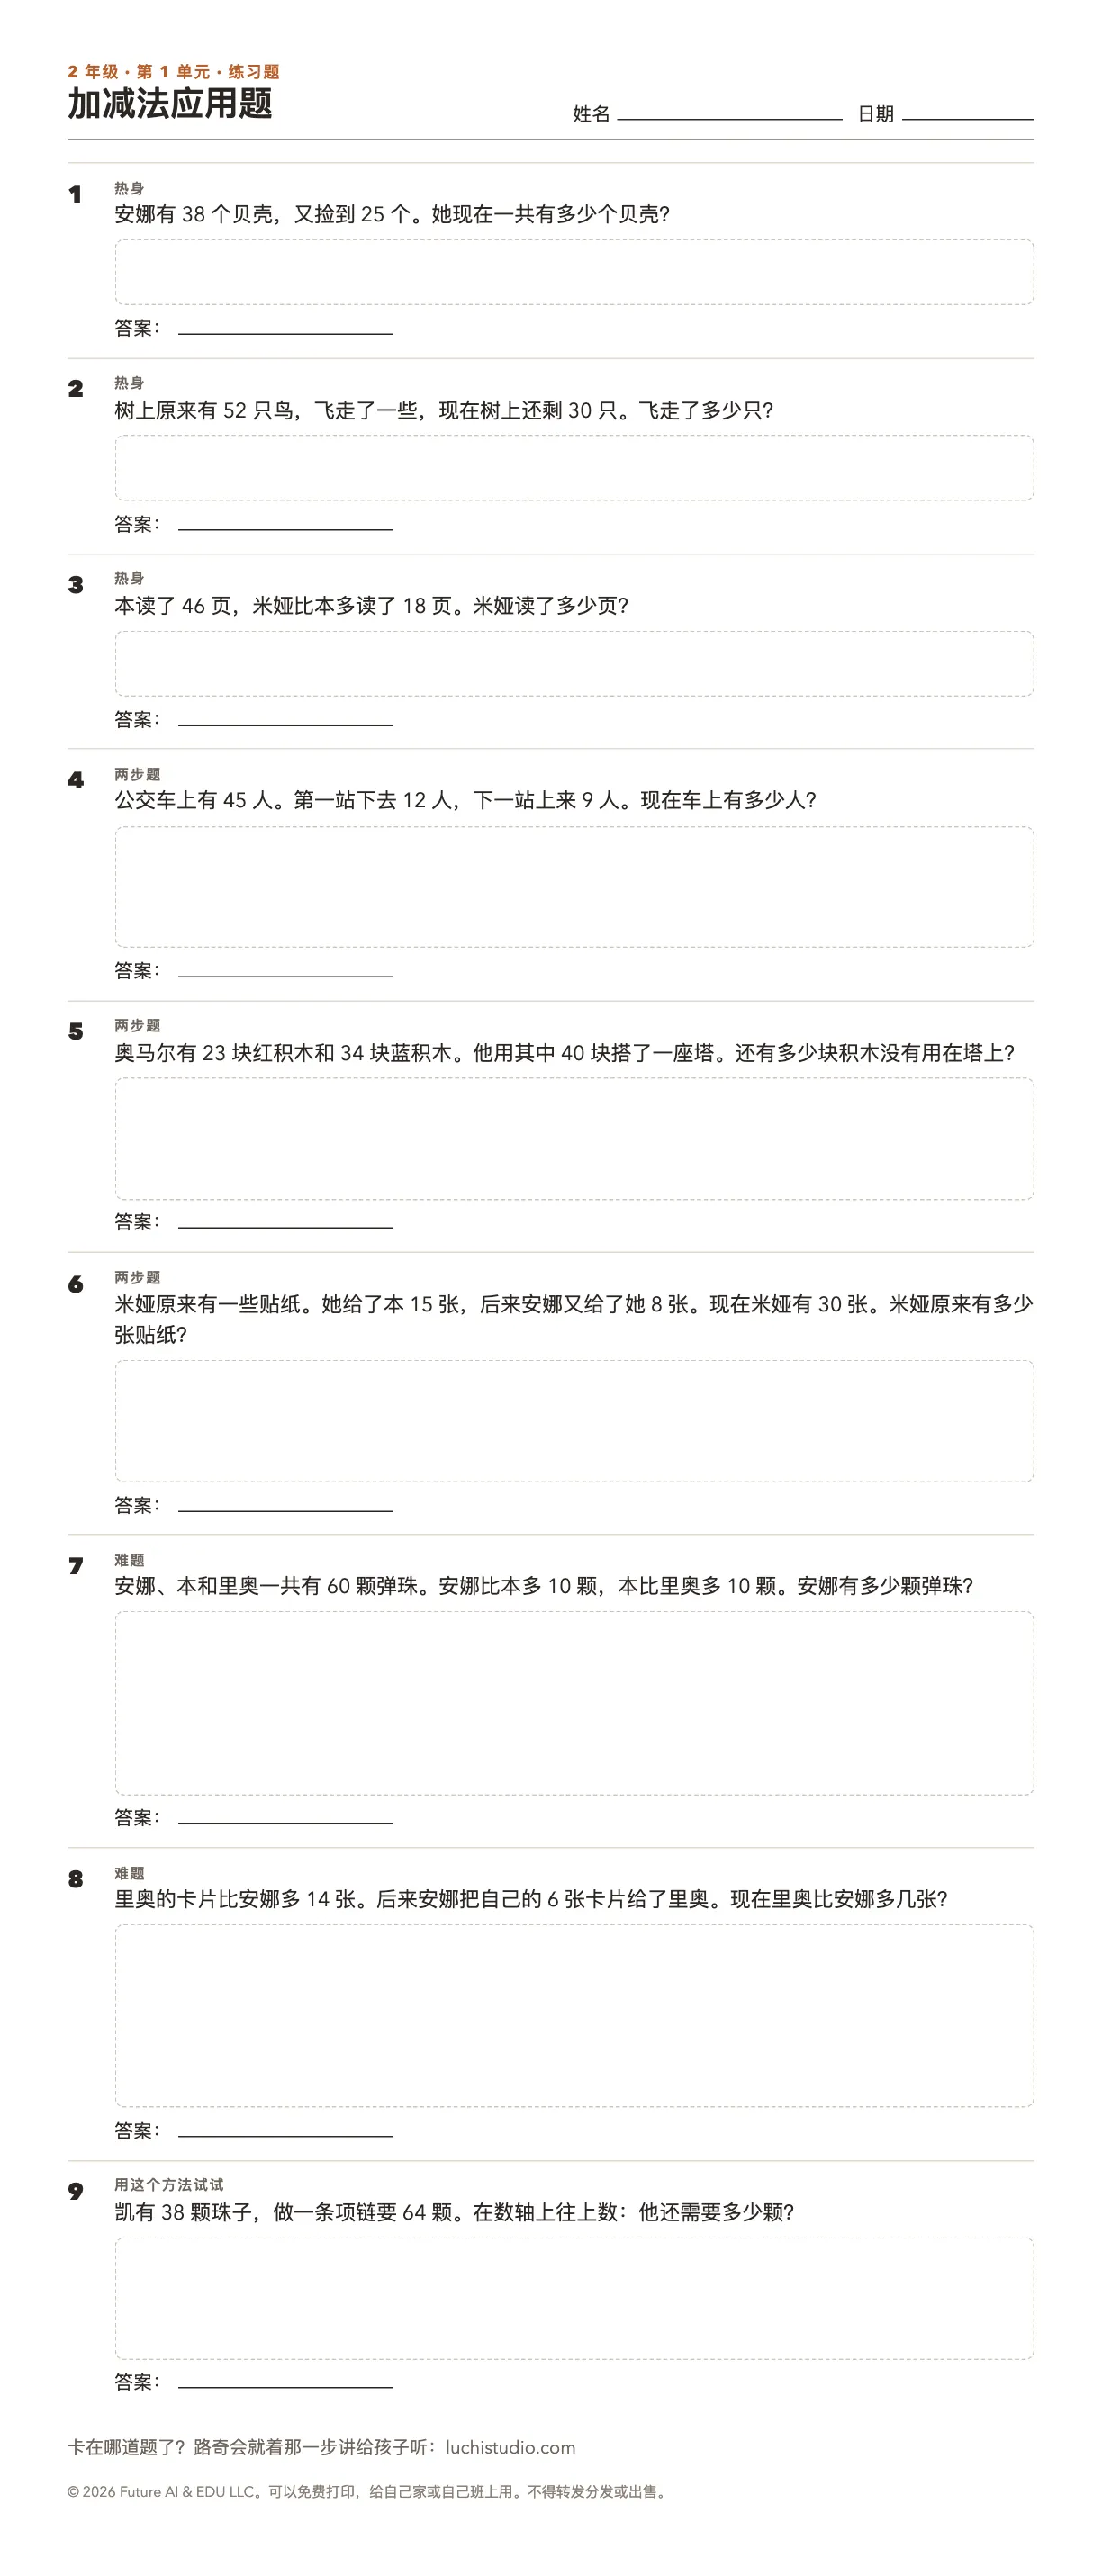 2 年级 · 第 1 单元 · 练习题
加减法应用题
姓名 日期
1
热身
安娜有 38 个贝壳，又捡到 25 个。她现在一共有多少个贝壳？
答案：
2
热身
树上原来有 52 只鸟，飞走了一些，现在树上还剩 30 只。飞走了多少只？
答案：
3
热身
本读了 46 页，米娅比本多读了 18 页。米娅读了多少页？
答案：
4
两步题
公交车上有 45 人。第一站下去 12 人，下一站上来 9 人。现在车上有多少人？
答案：
5
两步题
奥马尔有 23 块红积木和 34 块蓝积木。他用其中 40 块搭了一座塔。还有多少块积木没有用在塔上？
答案：
6
两步题
米娅原来有一些贴纸。她给了本 15 张，后来安娜又给了她 8 张。现在米娅有 30 张。米娅原来有多少
张贴纸？
答案：
7
难题
安娜、本和里奥一共有 60 颗弹珠。安娜比本多 10 颗，本比里奥多 10 颗。安娜有多少颗弹珠？
答案：
8
难题
里奥的卡片比安娜多 14 张。后来安娜把自己的 6 张卡片给了里奥。现在里奥比安娜多几张？
答案：
9
用这个方法试试
凯有 38 颗珠子，做一条项链要 64 颗。在数轴上往上数：他还需要多少颗？
答案：
卡在哪道题了？路奇会就着那一步讲给孩子听：luchistudio.com
© 2026 Future AI & EDU LLC。可以免费打印，给自己家或自己班上用。不得转发分发或出售。